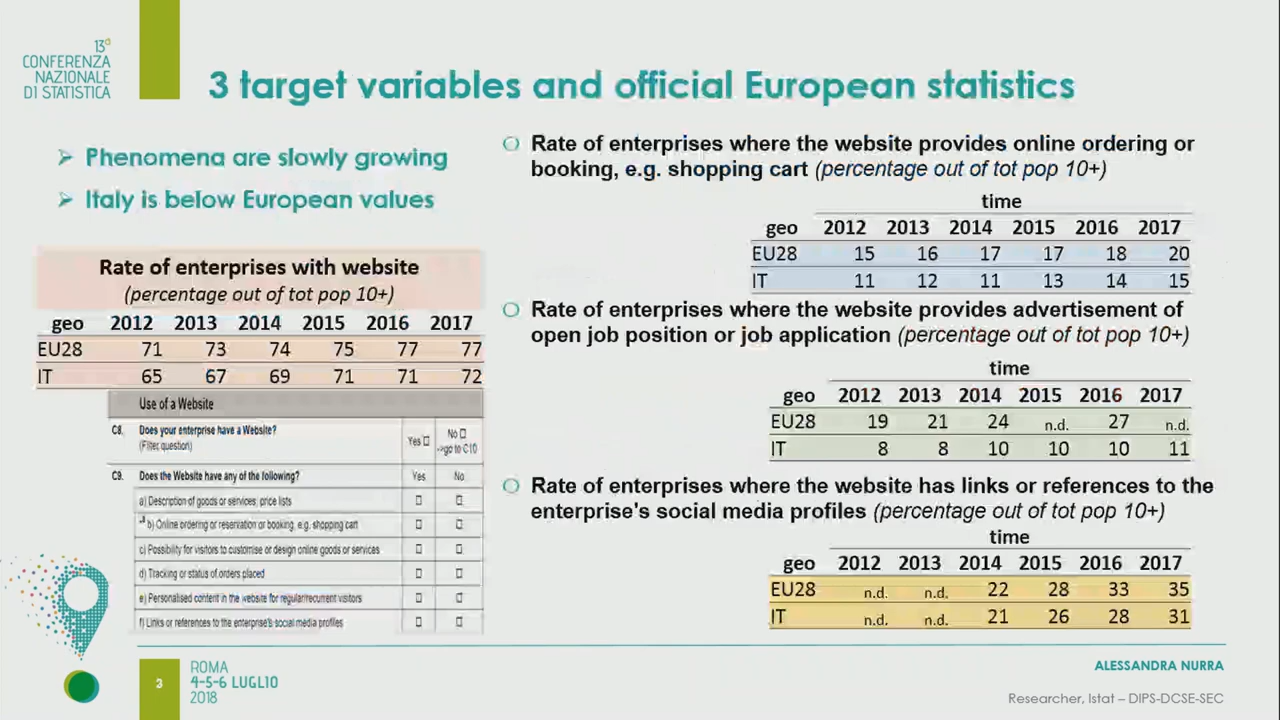 13ª
CONFERENZA
NAZIONALE
DI STATISTICA
3 target variables and official European statistics
➢ Phenomena are slowly growing
➢ Italy is below European values
Rate of enterprises with website
(percentage out of tot pop 10+)
geo 2012 2013 2014 2015 2016 2017
EU28 71 73 74 75 77 77
IT 65 67 69 71 71 72
Use of a Website
C8. Does your enterprise have a Website?
(Filter question)
Yes ☐ No ☐
->go to C10
C9. Does the Website have any of the following? Yes No
a) Description of goods or services, price lists ☐ ☐
b) Online ordering or reservation or booking, e.g. shopping cart ☐ ☐
c) Possibility for visitors to customise or design online goods or services ☐ ☐
d) Tracking or status of orders placed ☐ ☐
e) Personalised content in the website for regular/recurrent visitors ☐ ☐
f) Links or references to the enterprise's social media profiles ☐ ☐
Rate of enterprises where the website provides online ordering or
booking, e.g. shopping cart (percentage out of tot pop 10+)
time
geo 2012 2013 2014 2015 2016 2017
EU28 15 16 17 17 18 20
IT 11 12 11 13 14 15
Rate of enterprises where the website provides advertisement of
open job position or job application (percentage out of tot pop 10+)
time
geo 2012 2013 2014 2015 2016 2017
EU28 19 21 24 n.d. 27 n.d.
IT 8 8 10 10 10 11
Rate of enterprises where the website has links or references to the
enterprise's social media profiles (percentage out of tot pop 10+)
time
geo 2012 2013 2014 2015 2016 2017
EU28 n.d. n.d. 22 28 33 35
IT n.d. n.d. 21 26 28 31
3
ROMA
4-5-6 LUGLIO
2018
ALESSANDRA NURRA
Researcher, Istat – DIPS-DCSE-SEC